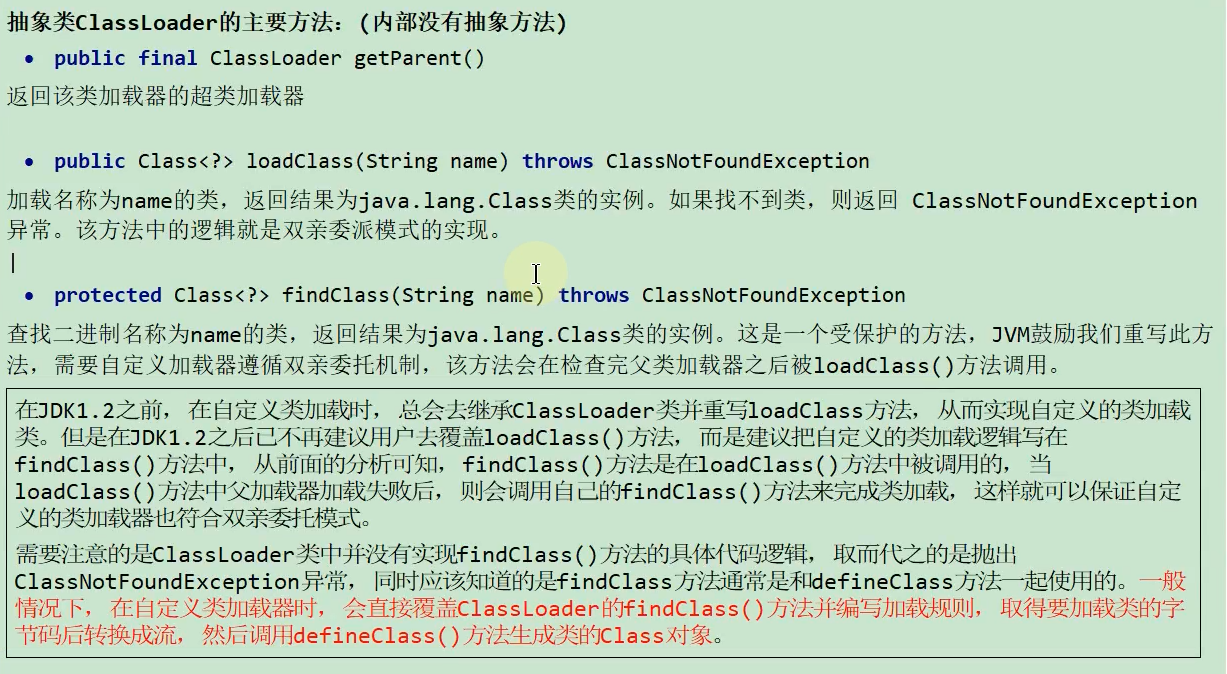 抽象类ClassLoader的主要方法：(内部没有抽象方法)
• public final ClassLoader getParent()
返回该类加载器的超类加载器
• public Class<?> loadClass(String name) throws ClassNotFoundException
加载名称为name的类，返回结果为java.lang.Class类的实例。如果找不到类，则返回 ClassNotFoundException
异常。该方法中的逻辑就是双亲委派模式的实现。
• protected Class<?> findClass(String name) throws ClassNotFoundException
查找二进制名称为name的类，返回结果为java.lang.Class类的实例。这是一个受保护的方法，JVM鼓励我们重写此方
法，需要自定义加载器遵循双亲委托机制，该方法会在检查完父类加载器之后被loadClass()方法调用。
在JDK1.2之前，在自定义类加载时，总会去继承ClassLoader类并重写loadClass方法，从而实现自定义的类加载
类。但是在JDK1.2之后已不再建议用户去覆盖loadClass()方法，而是建议把自定义的类加载逻辑写在
findClass()方法中，从前面的分析可知，findClass()方法是在loadClass()方法中被调用的，当
loadClass()方法中父加载器加载失败后，则会调用自己的findClass()方法来完成类加载，这样就可以保证自定
义的类加载器也符合双亲委托模式。
需要注意的是ClassLoader类中并没有实现findClass()方法的具体代码逻辑，取而代之的是抛出
ClassNotFoundException异常，同时应该知道的是findClass方法通常是和defineClass方法一起使用的。一般
情况下，在自定义类加载器时，会直接覆盖ClassLoader的findClass()方法并编写加载规则，取得要加载类的字
节码后转换成流，然后调用defineClass()方法生成类的Class对象。